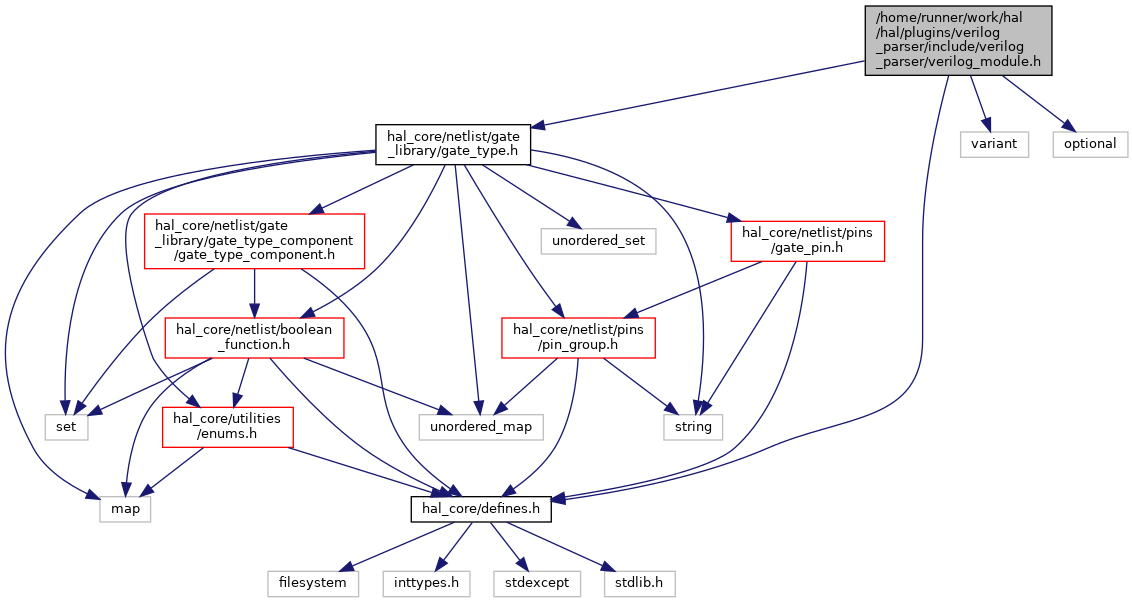 /home/runner/work/hal
/hal/plugins/verilog
_parser/include/verilog
_parser/verilog_module.h
hal_core/netlist/gate
_library/gate_type.h
variant
optional
hal_core/netlist/gate
_library/gate_type_component
/gate_type_component.h
unordered_set
hal_core/netlist/pins
/gate_pin.h
hal_core/netlist/boolean
_function.h
hal_core/netlist/pins
/pin_group.h
set
hal_core/utilities
/enums.h
unordered_map
string
map
hal_core/defines.h
filesystem
inttypes.h
stdexcept
stdlib.h